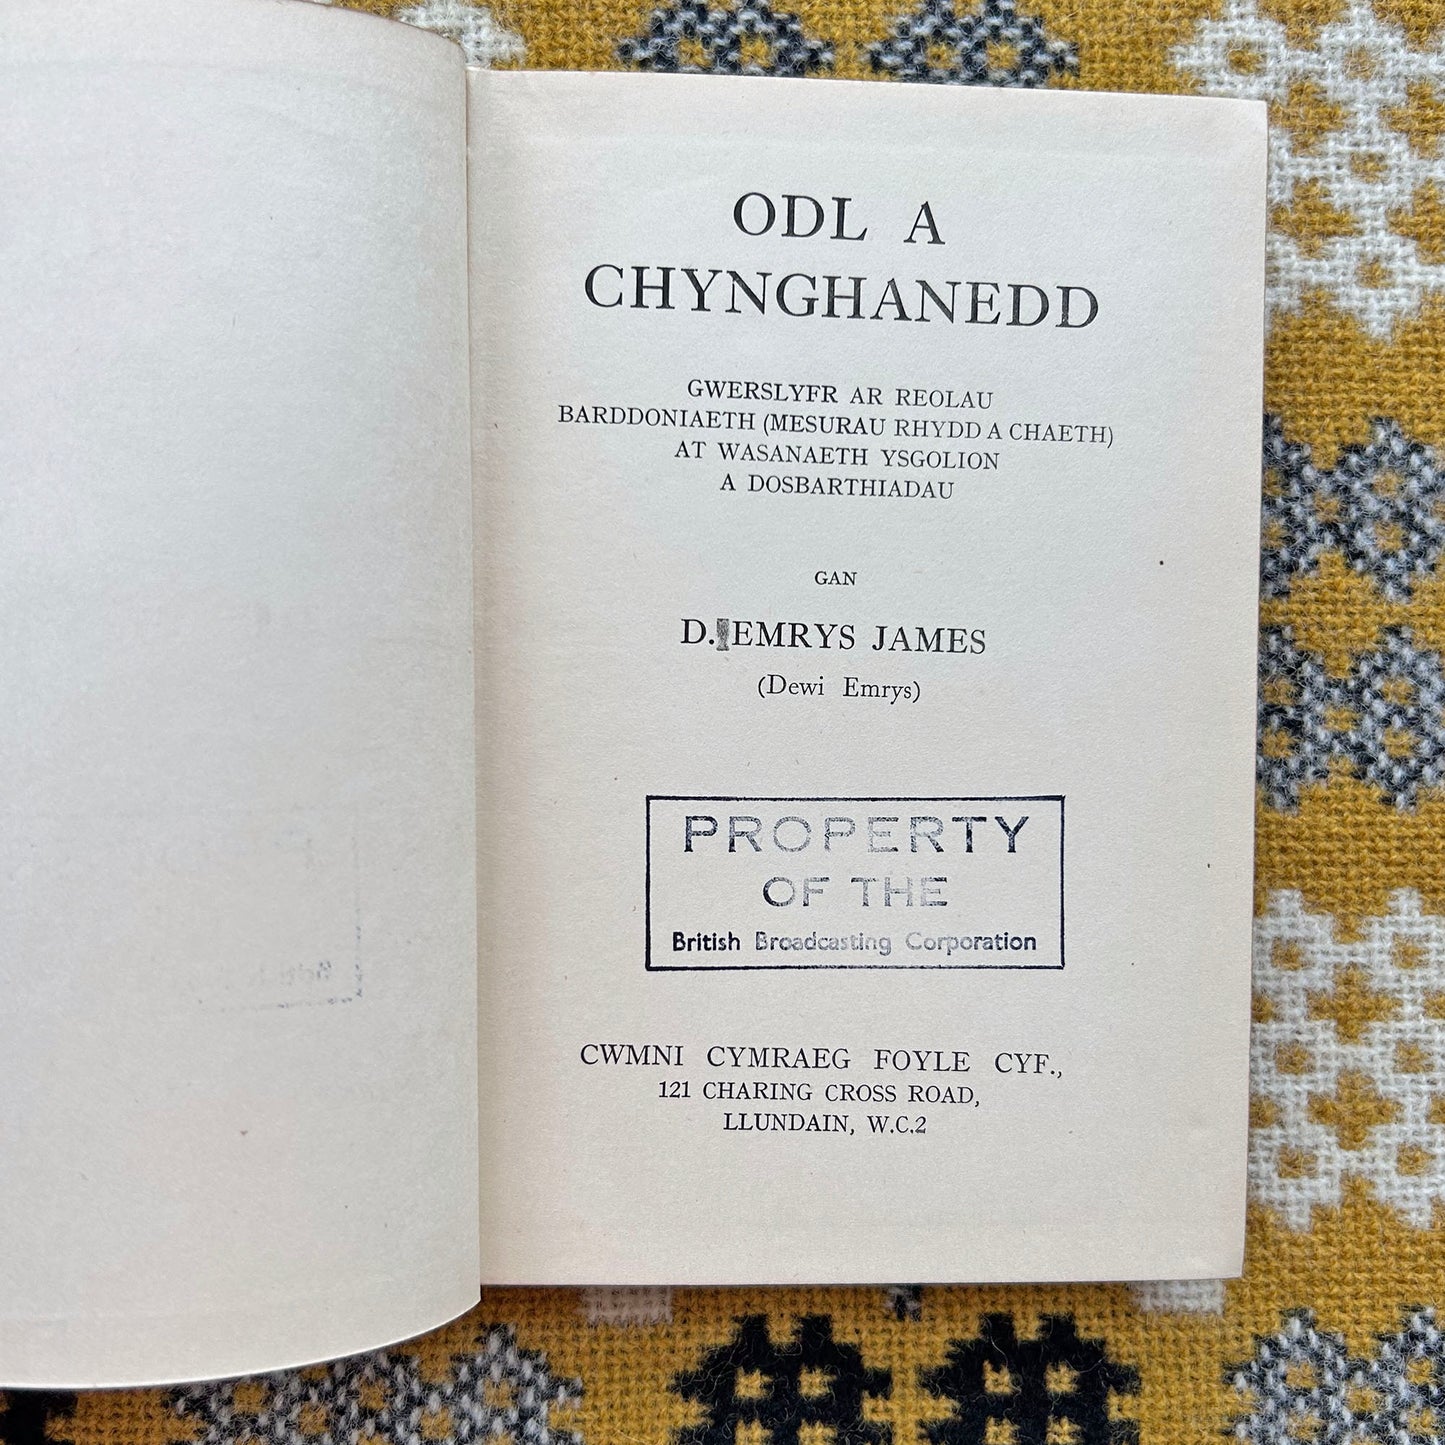 ODL A
CHYNGHANEDD
GWERSLYFR AR REOLAU
BARDDONIAETH (MESURAU RHYDD A CHAETH)
AT WASANAETH YSGOLION
A DOSBARTHIADAU
GAN
D. EMRYS JAMES
(Dewi Emrys)
PROPERTY
OF THE
British Broadcasting Corporation
CWMNI CYMRAEG FOYLE CYF.,
121 CHARING CROSS ROAD,
LLUNDAIN, W.C.2